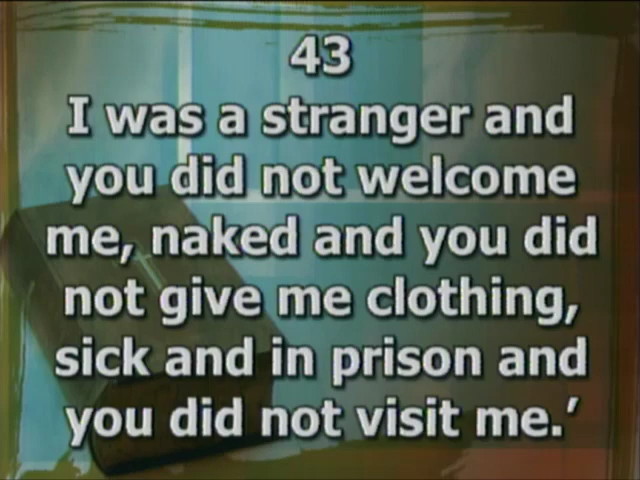 43
I was a stranger and
you did not welcome
me, naked and you did
not give me clothing,
sick and in prison and
you did not visit me.’